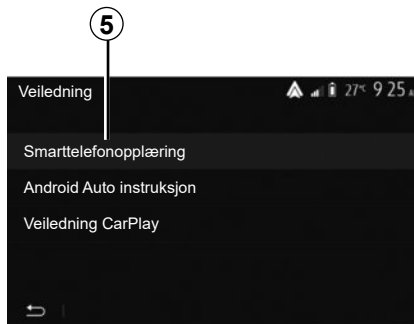 5
Veiledning 27°C 9 25
Smarttelefonopplæring
Android Auto instruksjon
Veiledning CarPlay